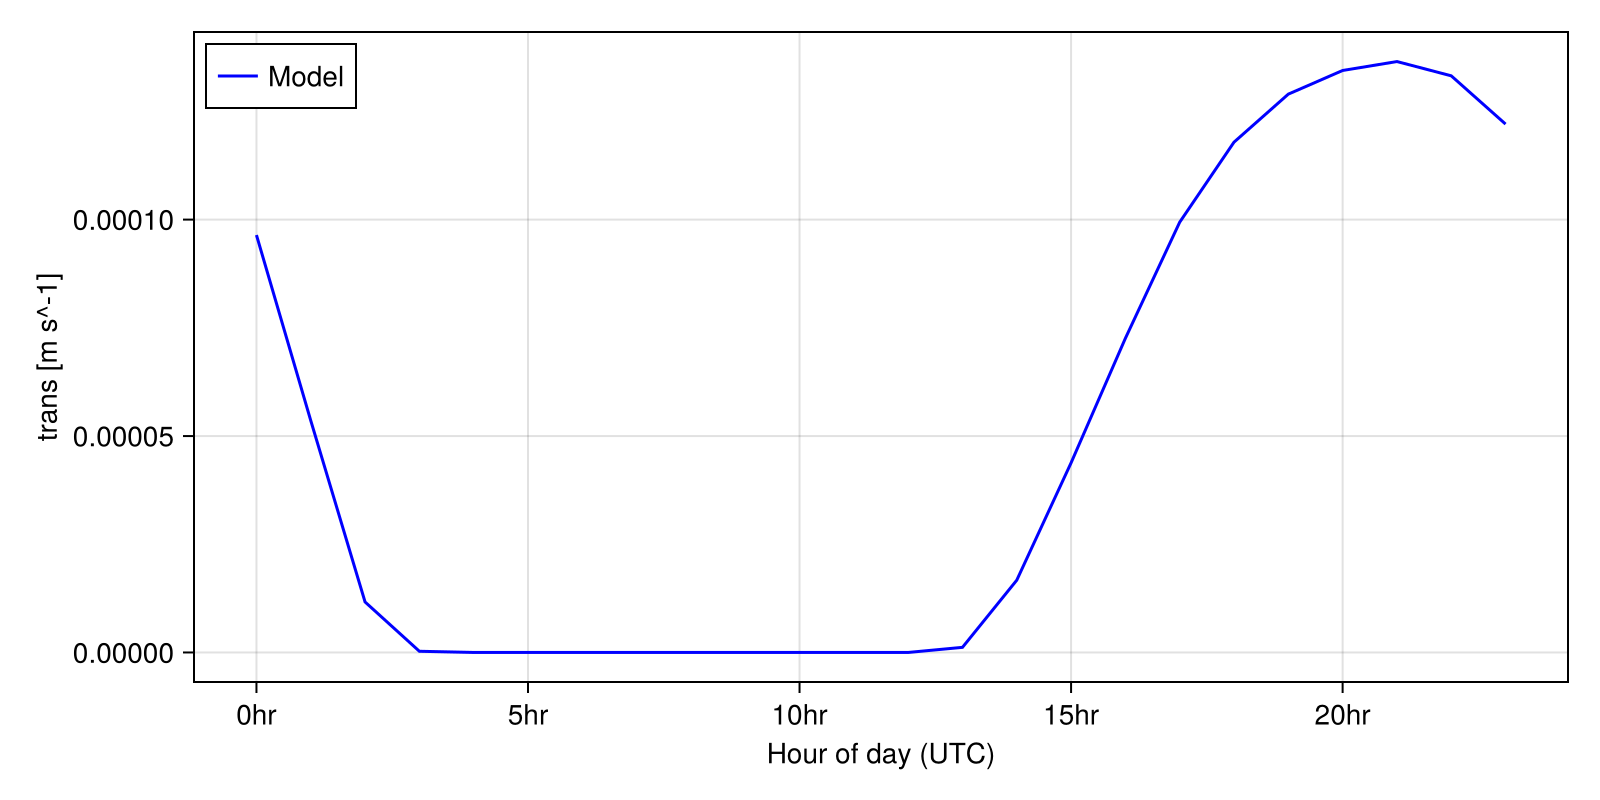 Model
0.00010
0.00005
0.00000
trans [m s^-1]
0hr
5hr
10hr
15hr
20hr
Hour of day (UTC)